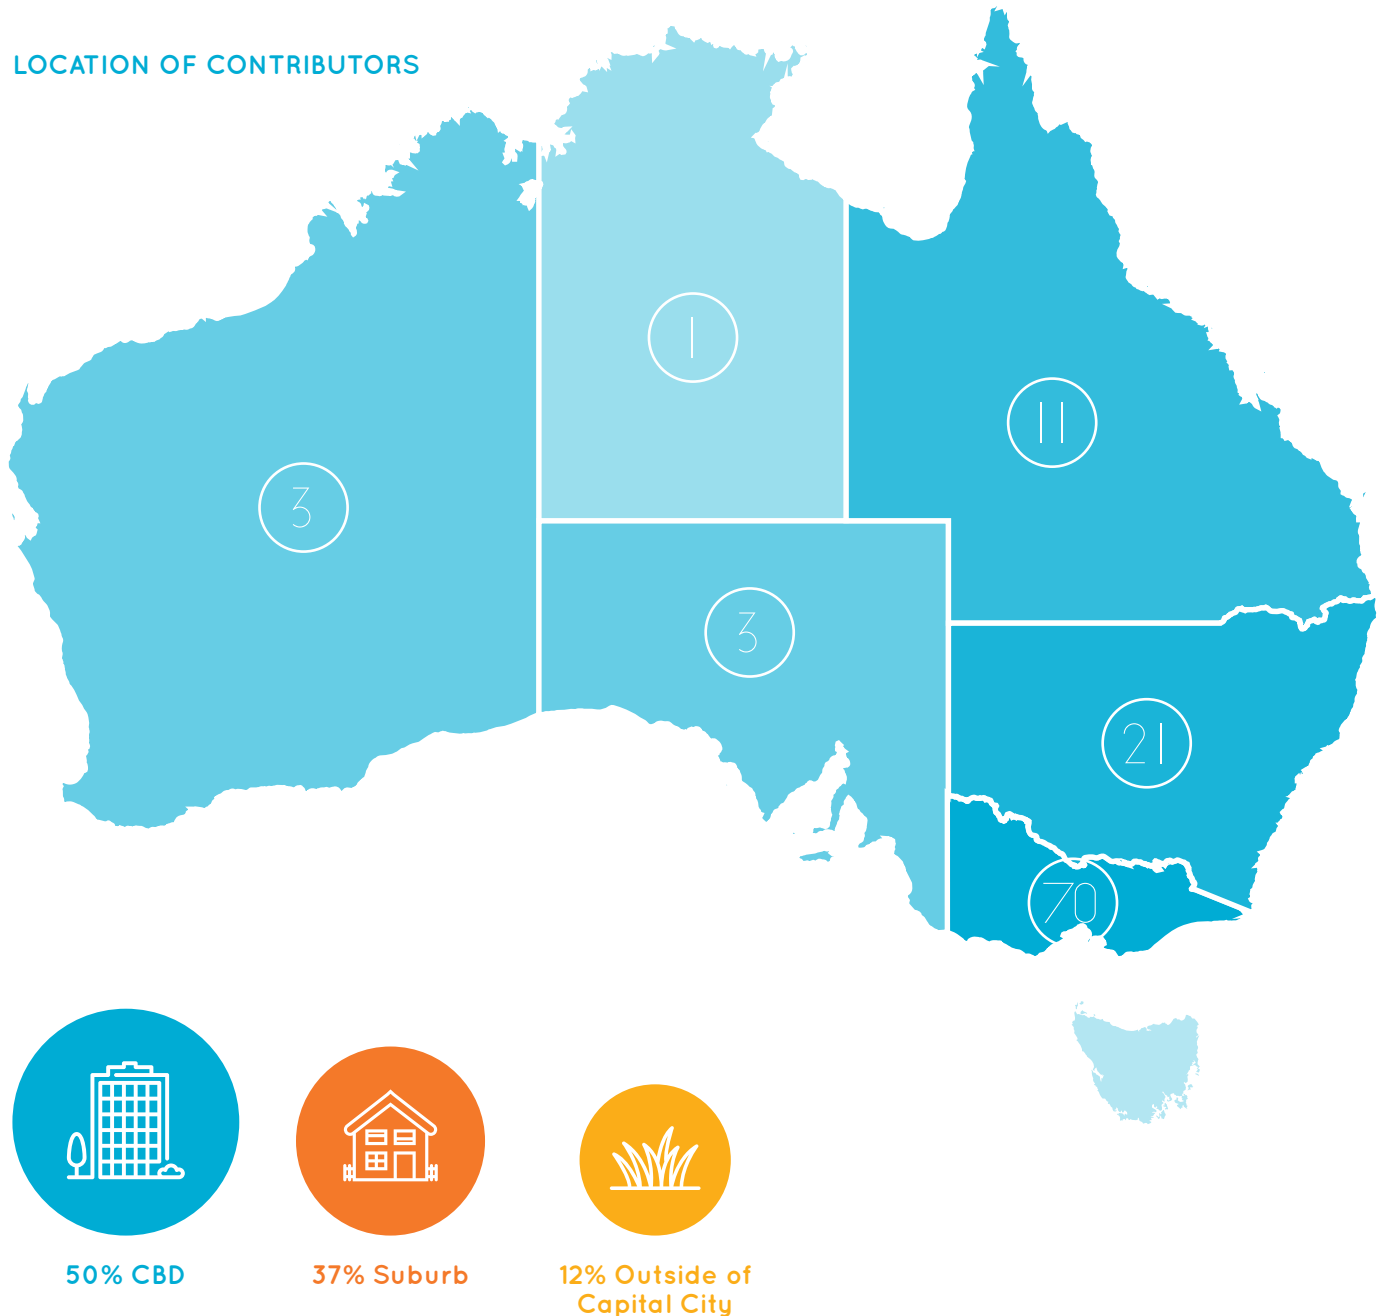 LOCATION OF CONTRIBUTORS
1
11
3
3
21
70
50% CBD
37% Suburb
12% Outside of
Capital City